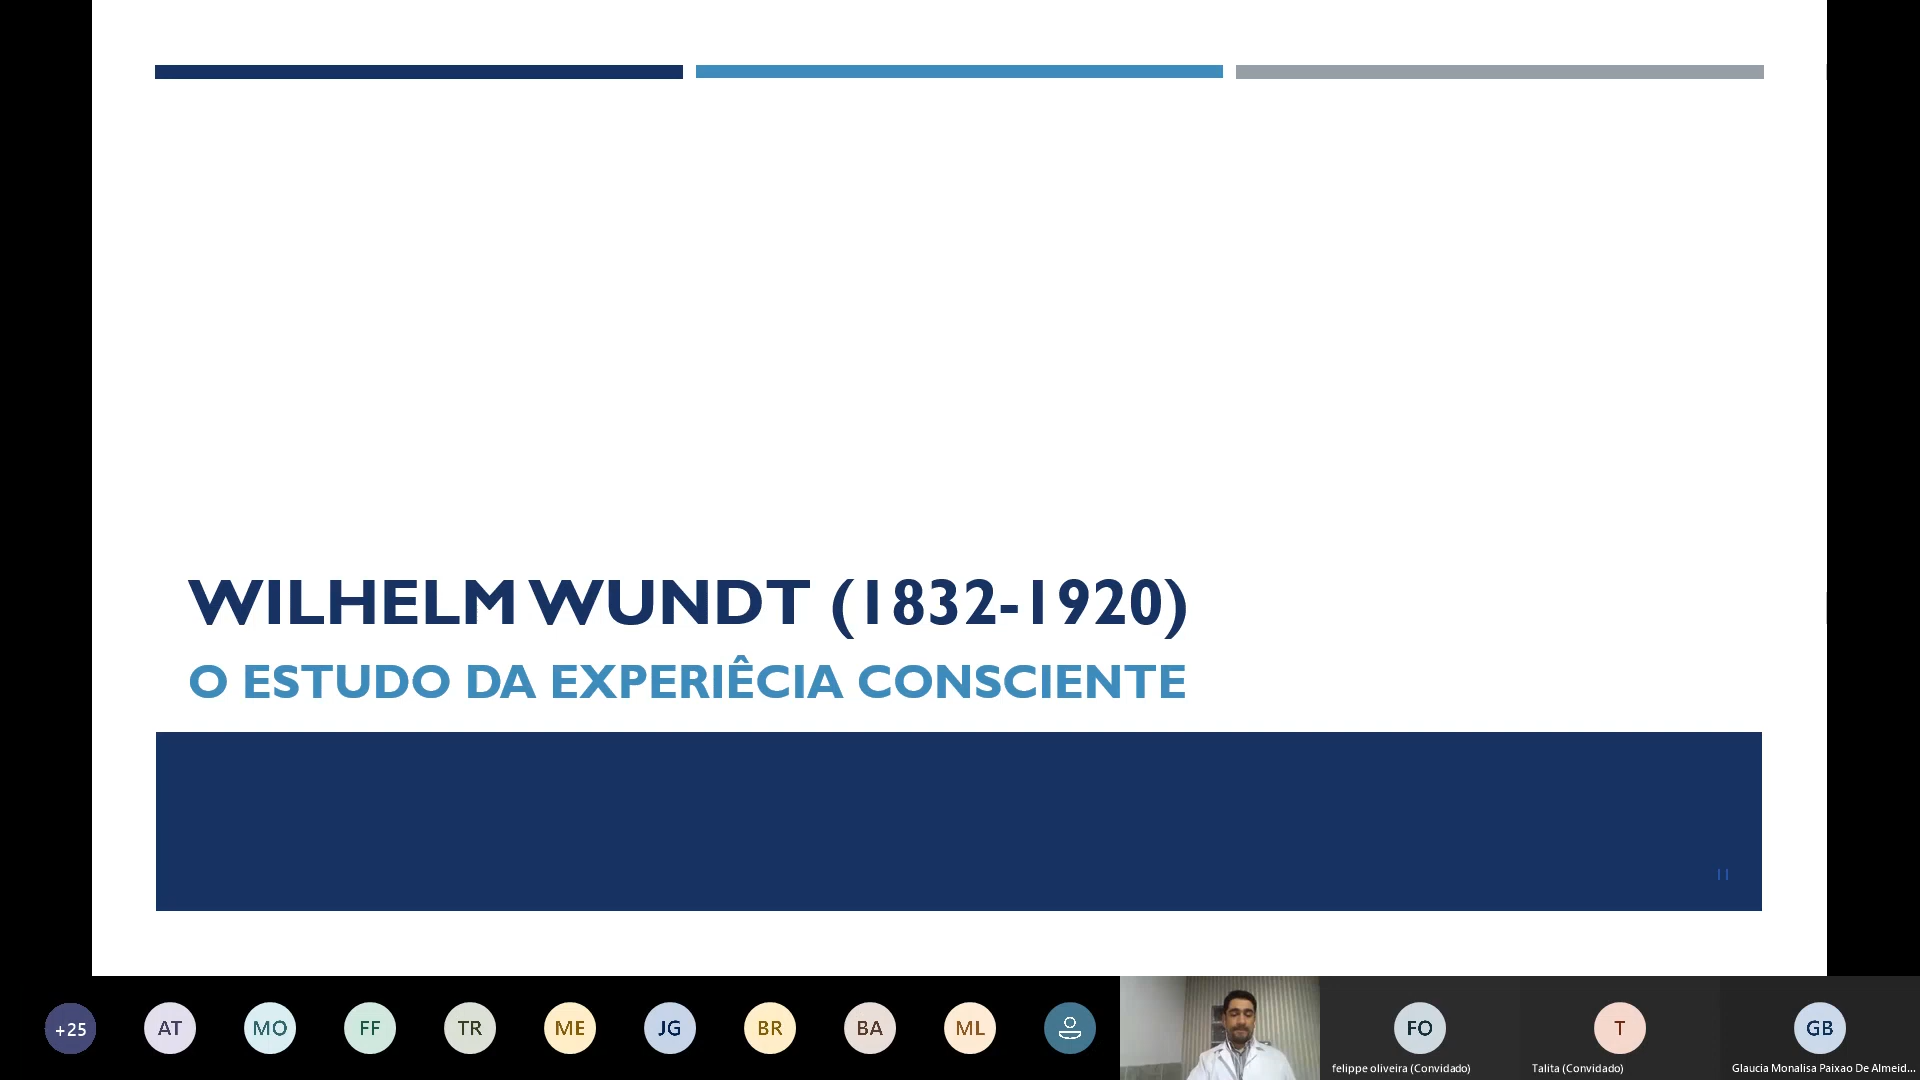 WILHELM WUNDT (1832-1920)
O ESTUDO DA EXPERIÊCIA CONSCIENTE
11
+25
AT
MO
FF
TR
ME
JG
BR
BA
ML
FO
T
GB
felippe oliveira (Convidado)
Talita (Convidado)
Glaucia Monalisa Paixao De Almeid...